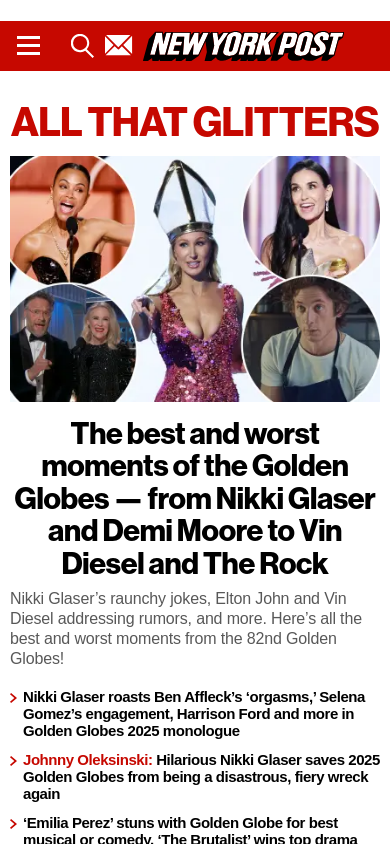 NEW YORK POST
ALL THAT GLITTERS
The best and worst
moments of the Golden
Globes — from Nikki Glaser
and Demi Moore to Vin
Diesel and The Rock
Nikki Glaser’s raunchy jokes, Elton John and Vin
Diesel addressing rumors, and more. Here’s all the
best and worst moments from the 82nd Golden
Globes!
Nikki Glaser roasts Ben Affleck’s ‘orgasms,’ Selena
Gomez’s engagement, Harrison Ford and more in
Golden Globes 2025 monologue
Johnny Oleksinski: Hilarious Nikki Glaser saves 2025
Golden Globes from being a disastrous, fiery wreck
again
‘Emilia Perez’ stuns with Golden Globe for best
musical or comedy, ‘The Brutalist’ wins top drama